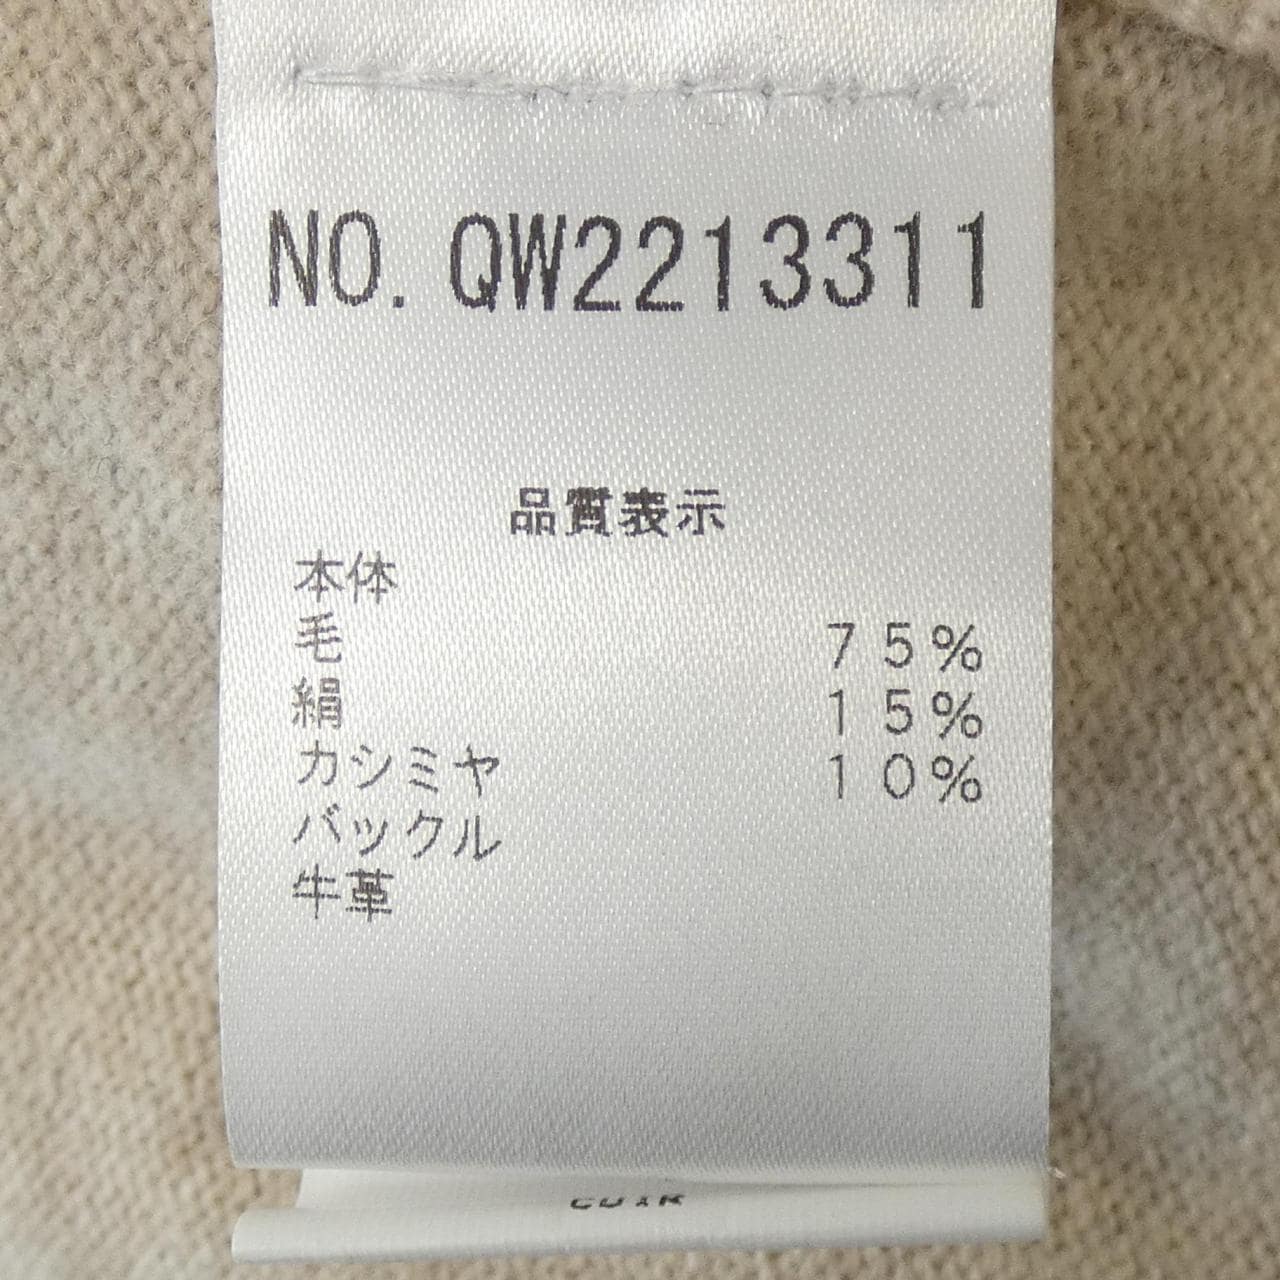 NO. QW2213311
品質表示
本体
毛 75%
絹 15%
カシミヤ 10%
バックル
牛革